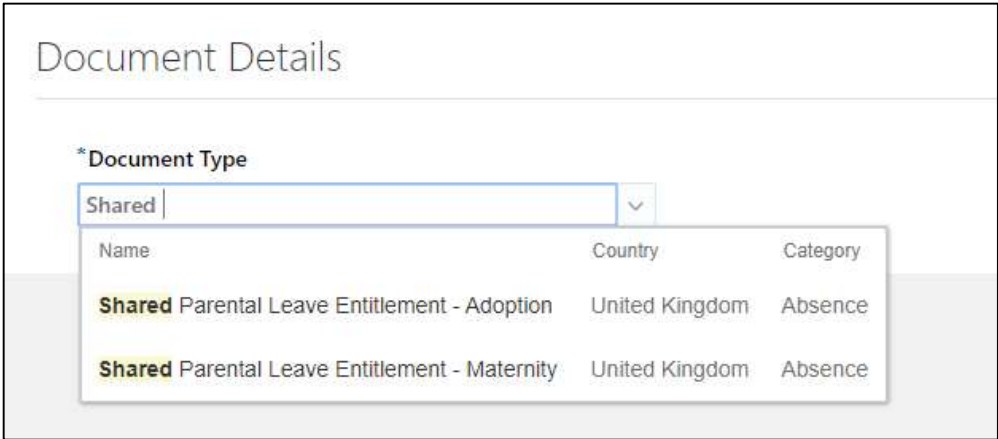 Document Details
*Document Type
Shared
Name Country Category
Shared Parental Leave Entitlement - Adoption United Kingdom Absence
Shared Parental Leave Entitlement - Maternity United Kingdom Absence